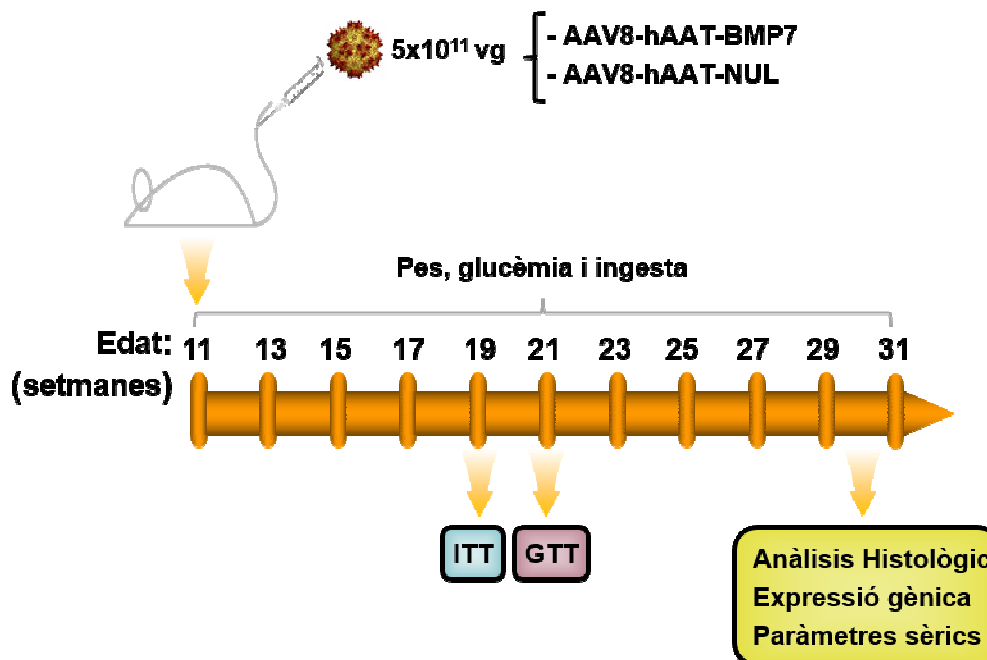 5x10¹¹ vg
- AAV8-hAAT-BMP7
- AAV8-hAAT-NUL
Pes, glucèmia i ingesta
Edat: 11 13 15 17 19 21 23 25 27 29 31
(setmanes)
ITT GTT
Anàlisis Histològic
Expressió gènica
Paràmetres sèrics